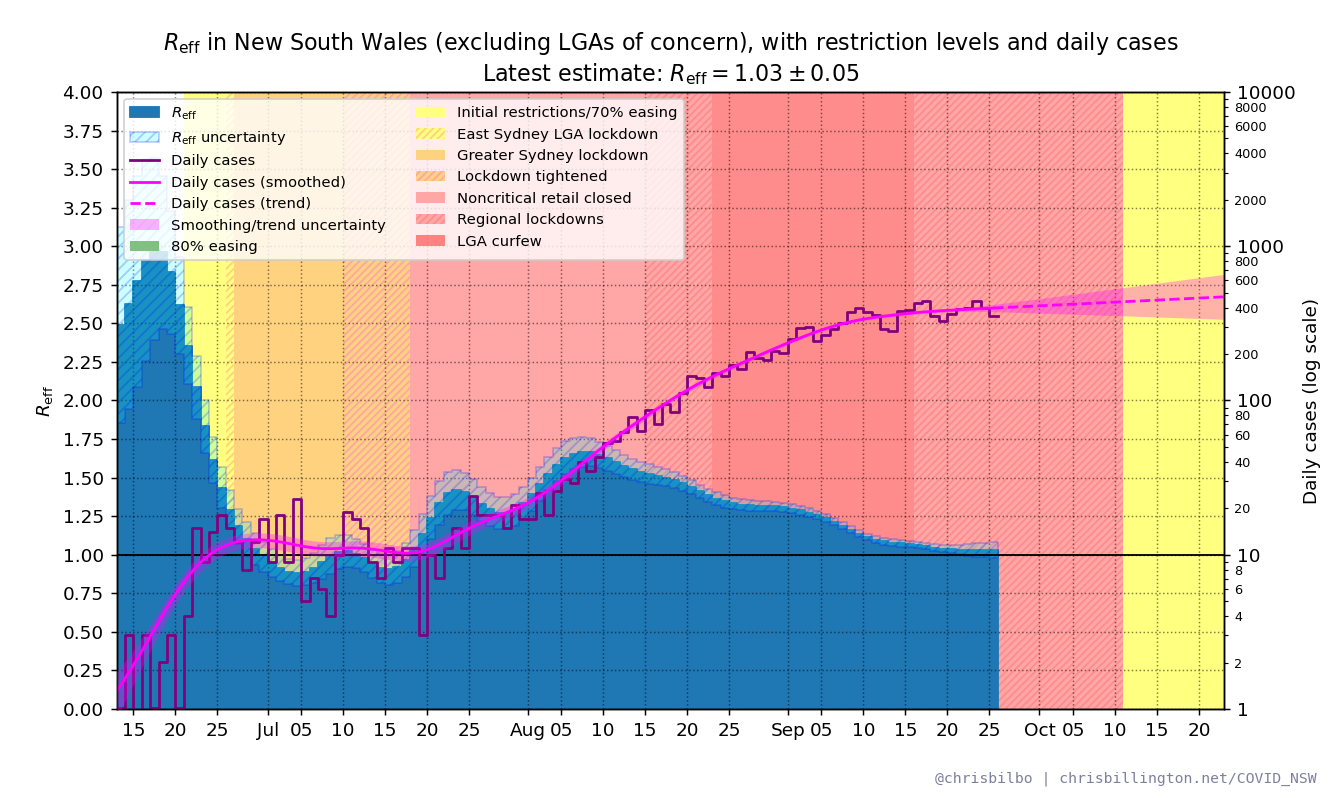 Reff in New South Wales (excluding LGAs of concern), with restriction levels and daily cases
Latest estimate: Reff = 1.03 ± 0.05
Reff
Reff uncertainty
Daily cases
Daily cases (smoothed)
Daily cases (trend)
Smoothing/trend uncertainty
80% easing
Initial restrictions/70% easing
East Sydney LGA lockdown
Greater Sydney lockdown
Lockdown tightened
Noncritical retail closed
Regional lockdowns
LGA curfew
4.00
3.75
3.50
3.25
3.00
2.75
2.50
2.25
2.00
1.75
1.50
1.25
1.00
0.75
0.50
0.25
0.00
Reff
10000
8000
6000
4000
2000
1000
800
600
400
200
100
80
60
40
20
10
8
6
4
2
1
Daily cases (log scale)
15 20 25 Jul 05 10 15 20 25 Aug 05 10 15 20 25 Sep 05 10 15 20 25 Oct 05 10 15 20
@chrisbilbo | chrisbillington.net/COVID_NSW